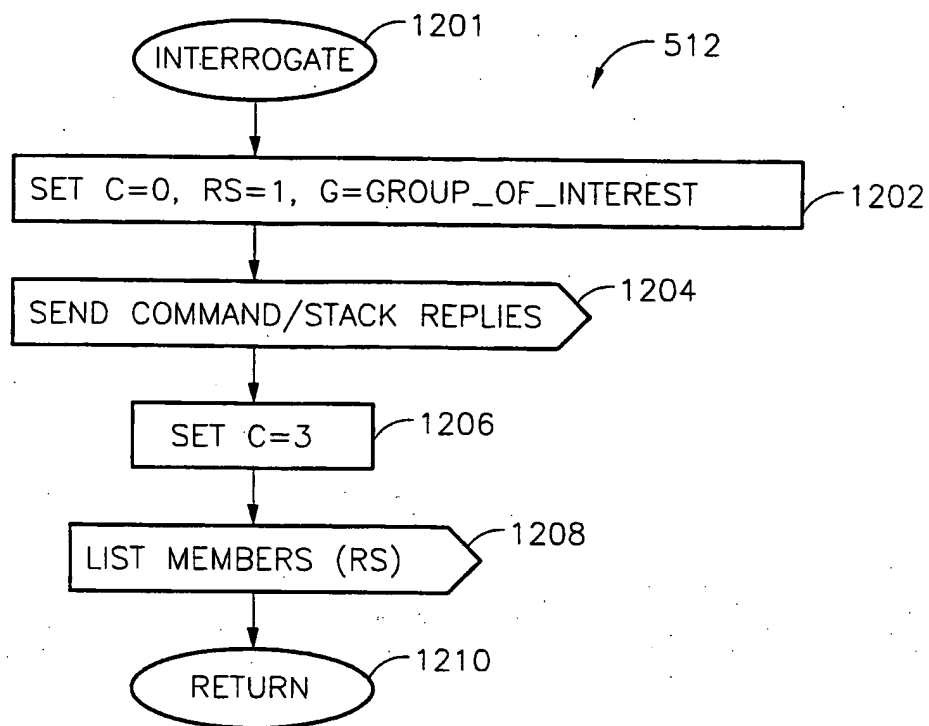 INTERROGATE
1201
512
SET C=0, RS=1, G=GROUP_OF_INTEREST
1202
SEND COMMAND/STACK REPLIES
1204
SET C=3
1206
LIST MEMBERS (RS)
1208
RETURN
1210